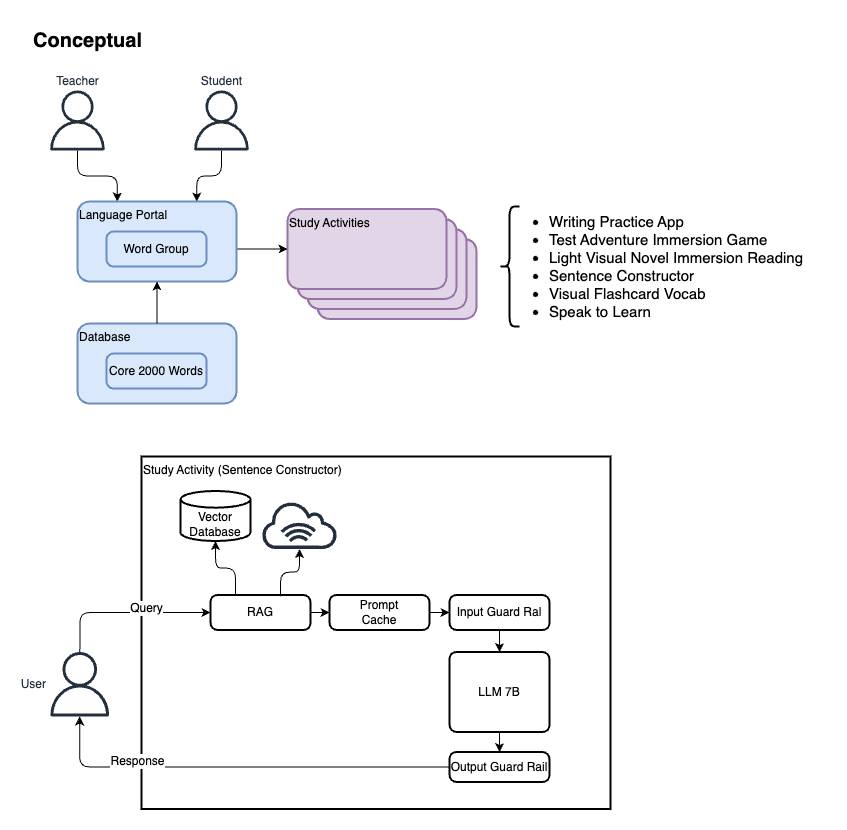 Conceptual
Teacher
Student
Language Portal
Word Group
Study Activities
Writing Practice App
Test Adventure Immersion Game
Light Visual Novel Immersion Reading
Sentence Constructor
Visual Flashcard Vocab
Speak to Learn
Database
Core 2000 Words
Study Activity (Sentence Constructor)
Vector
Database
Query
RAG
Prompt
Cache
Input Guard Ral
LLM 7B
User
Response
Output Guard Rail